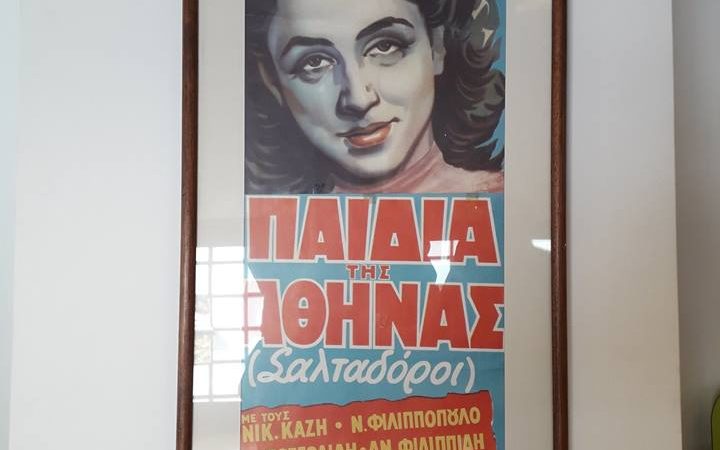 ΠΑΙΔΙΑ
ΤΗΣ
ΑΘΗΝΑΣ
(Σαλταδόροι)
ΜΕ ΤΟΥΣ
ΝΙΚ. ΚΑΖΗ • Ν. ΦΙΛΙΠΠΟΠΟΥΛΟ
ΑΝ. ΦΙΛΙΠΠΙΔΗ